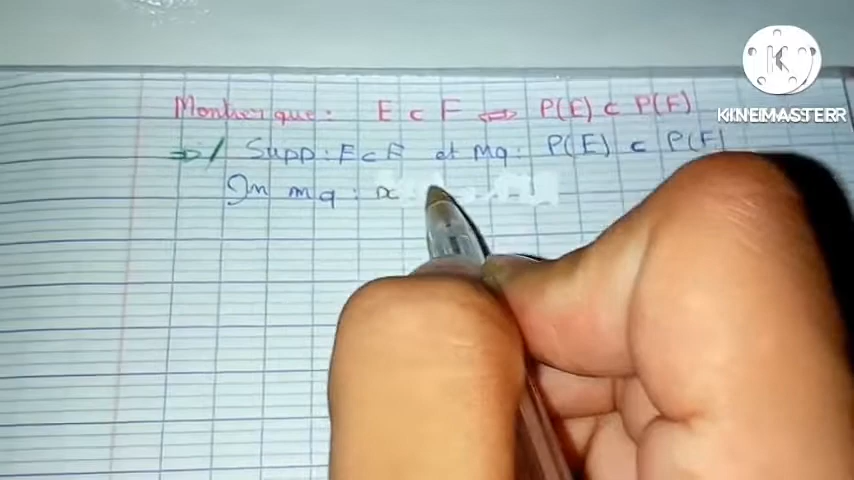 KINEMASTER
Montrer que : E ⊂ F ⟺ P(E) ⊂ P(F)
⇒/ Supp : E ⊂ F et Mq : P(E) ⊂ P(F)
On mq : x